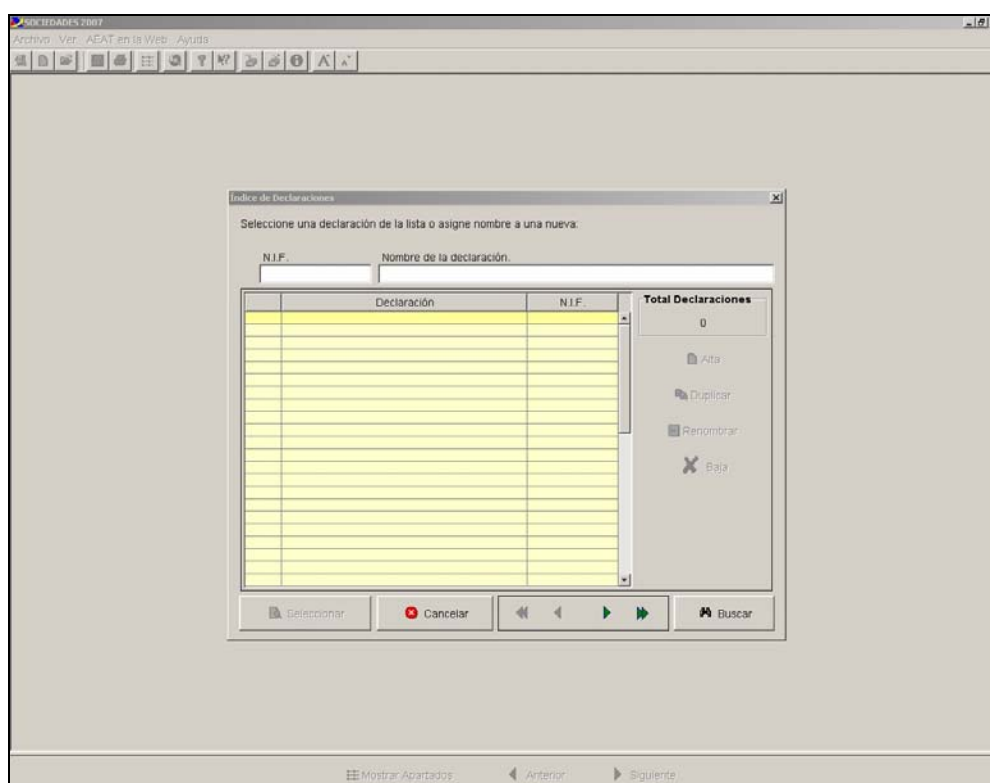 SOCIEDADES 2007
Archivo Ver AEAT en la Web Ayuda
Índice de Declaraciones
Seleccione una declaración de la lista o asigne nombre a una nueva:
N.I.F. Nombre de la declaración.
Declaración N.I.F. Total Declaraciones
0
Alta
Duplicar
Renombrar
Baja
Seleccionar Cancelar Buscar
Mostrar Apartados Anterior Siguiente